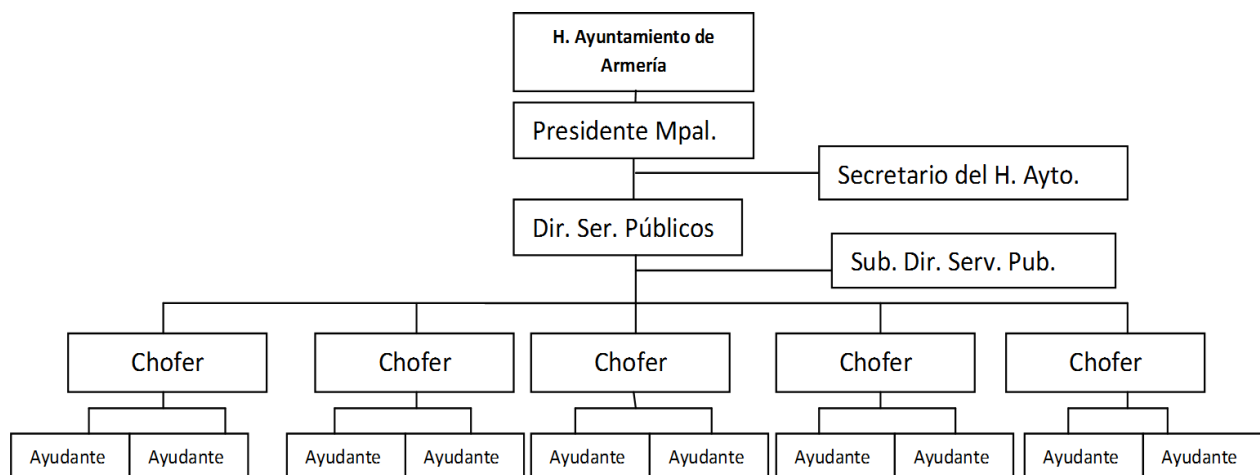 H. Ayuntamiento de
Armería
Presidente Mpal.
Secretario del H. Ayto.
Dir. Ser. Públicos
Sub. Dir. Serv. Pub.
Chofer
Chofer
Chofer
Chofer
Chofer
Ayudante
Ayudante
Ayudante
Ayudante
Ayudante
Ayudante
Ayudante
Ayudante
Ayudante
Ayudante